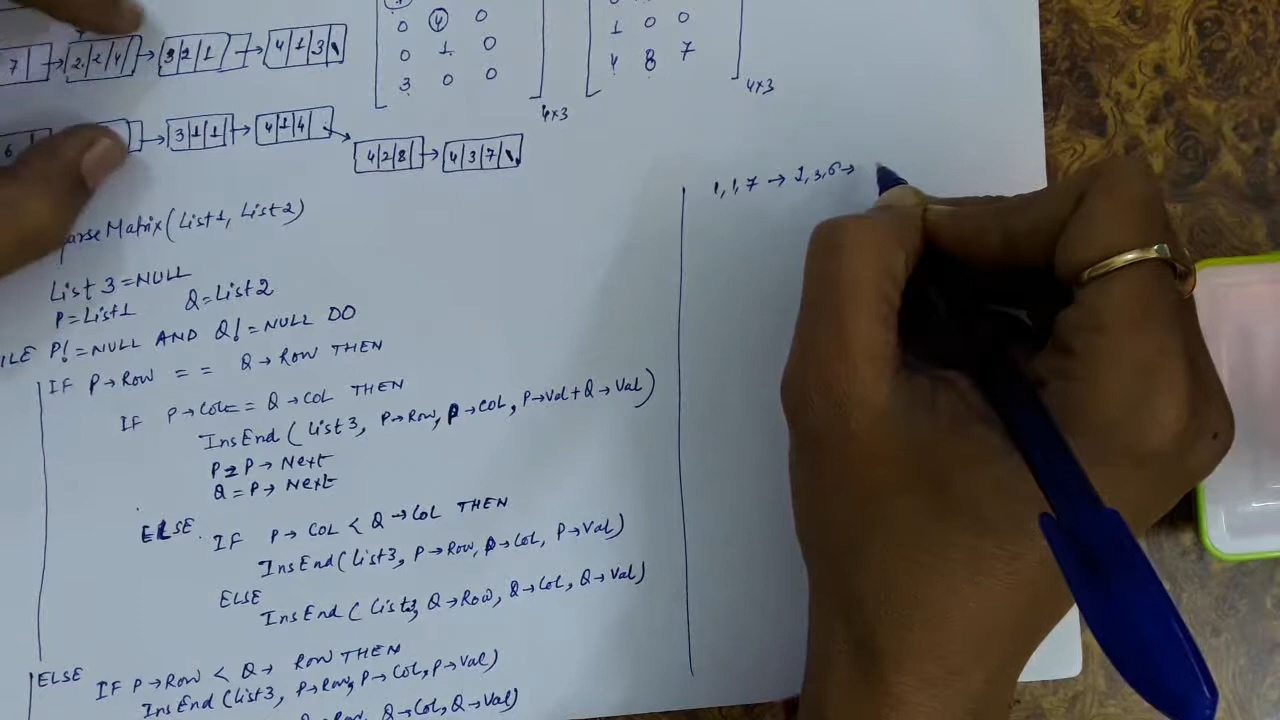 7 → 2 2 4 → 3 2 1 → 4 1 3
0 4 0
0 1 0
3 0 0
4x3
1 0 0
4 8 7
4x3
6 → 3 1 1 → 4 1 4 → 4 2 8 → 4 3 7
1,1,7 → 1,3,6 →
arseMatrix(List1, List2)
List 3 = NULL
P=List1 Q=List2
ILE P!=NULL AND Q!=NULL DO
IF P→Row == Q→Row THEN
IF P→Col= = Q→Col THEN
InsEnd(List3, P→Row, P→COL, P→Val+Q→Val)
P=P→Next
Q=P→Next
ELSE IF P→COL < Q→COL THEN
InsEnd(List3, P→Row, P→Col, P→Val)
ELSE
InsEnd(List3, Q→Row, Q→Col, Q→Val)
ELSE IF P→Row < Q→ ROW THEN
InsEnd(List3, P→Row, P→Col, P→Val)
Q→Row, Q→Col, Q→Val)